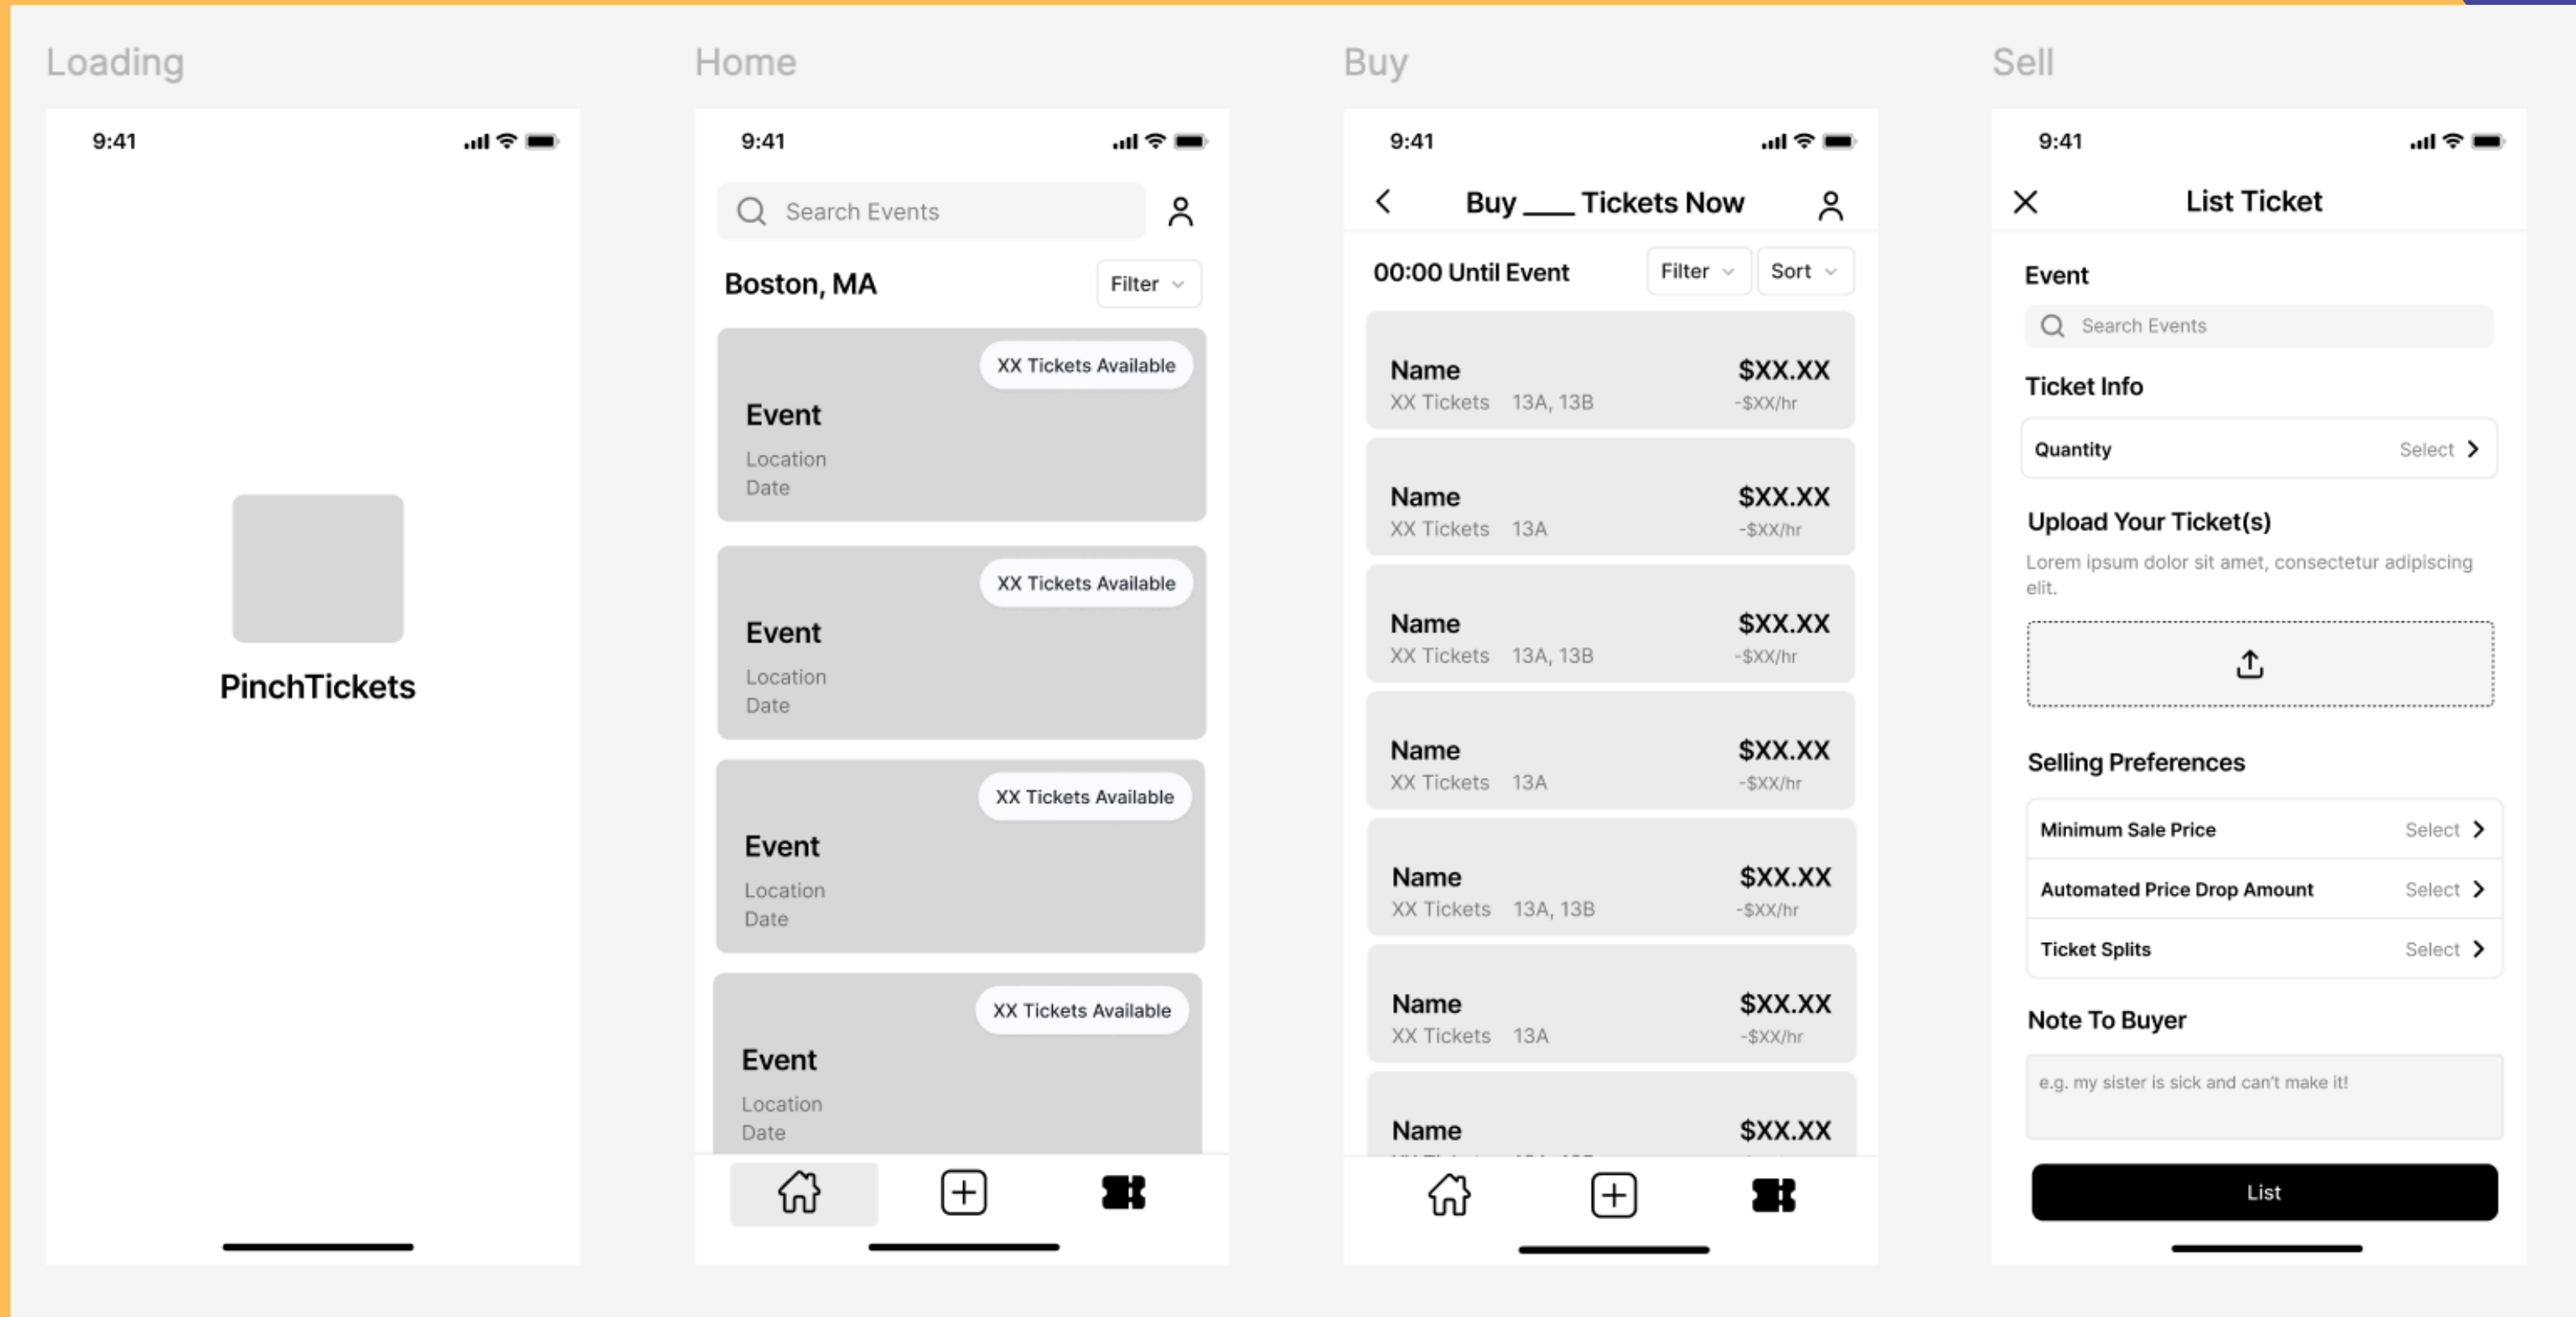 Loading
9:41
PinchTickets
Home
9:41
Search Events
Boston, MA
Filter
XX Tickets Available
Event
Location
Date
XX Tickets Available
Event
Location
Date
XX Tickets Available
Event
Location
Date
XX Tickets Available
Event
Location
Date
Buy
9:41
Buy ___ Tickets Now
00:00 Until Event
Filter
Sort
Name $XX.XX
XX Tickets 13A, 13B -$XX/hr
Name $XX.XX
XX Tickets 13A -$XX/hr
Name $XX.XX
XX Tickets 13A, 13B -$XX/hr
Name $XX.XX
XX Tickets 13A -$XX/hr
Name $XX.XX
XX Tickets 13A, 13B -$XX/hr
Name $XX.XX
XX Tickets 13A -$XX/hr
Name $XX.XX
Sell
9:41
List Ticket
Event
Search Events
Ticket Info
Quantity Select
Upload Your Ticket(s)
Lorem ipsum dolor sit amet, consectetur adipiscing
elit.
Selling Preferences
Minimum Sale Price Select
Automated Price Drop Amount Select
Ticket Splits Select
Note To Buyer
e.g. my sister is sick and can't make it!
List